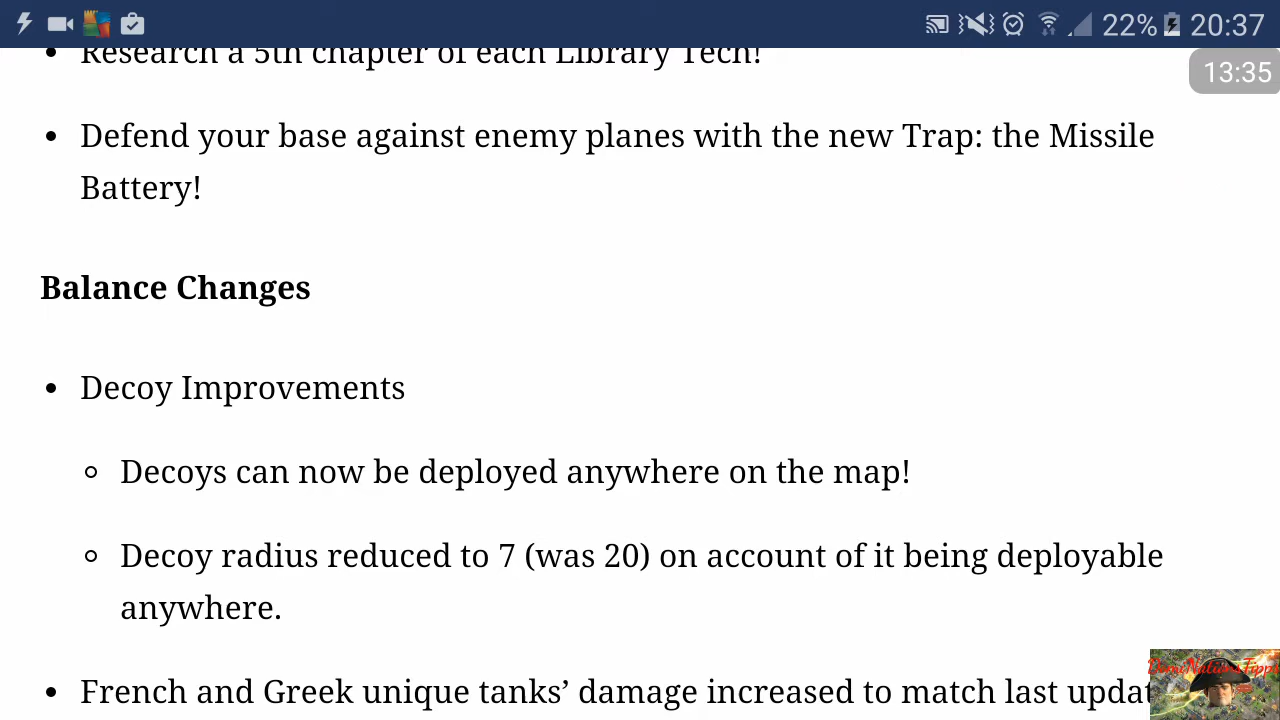 22% 20:37
Research a 5th chapter of each Library Tech!
13:35
Defend your base against enemy planes with the new Trap: the Missile
Battery!
Balance Changes
Decoy Improvements
Decoys can now be deployed anywhere on the map!
Decoy radius reduced to 7 (was 20) on account of it being deployable
anywhere.
DomiNationsTipps
French and Greek unique tanks’ damage increased to match last updat